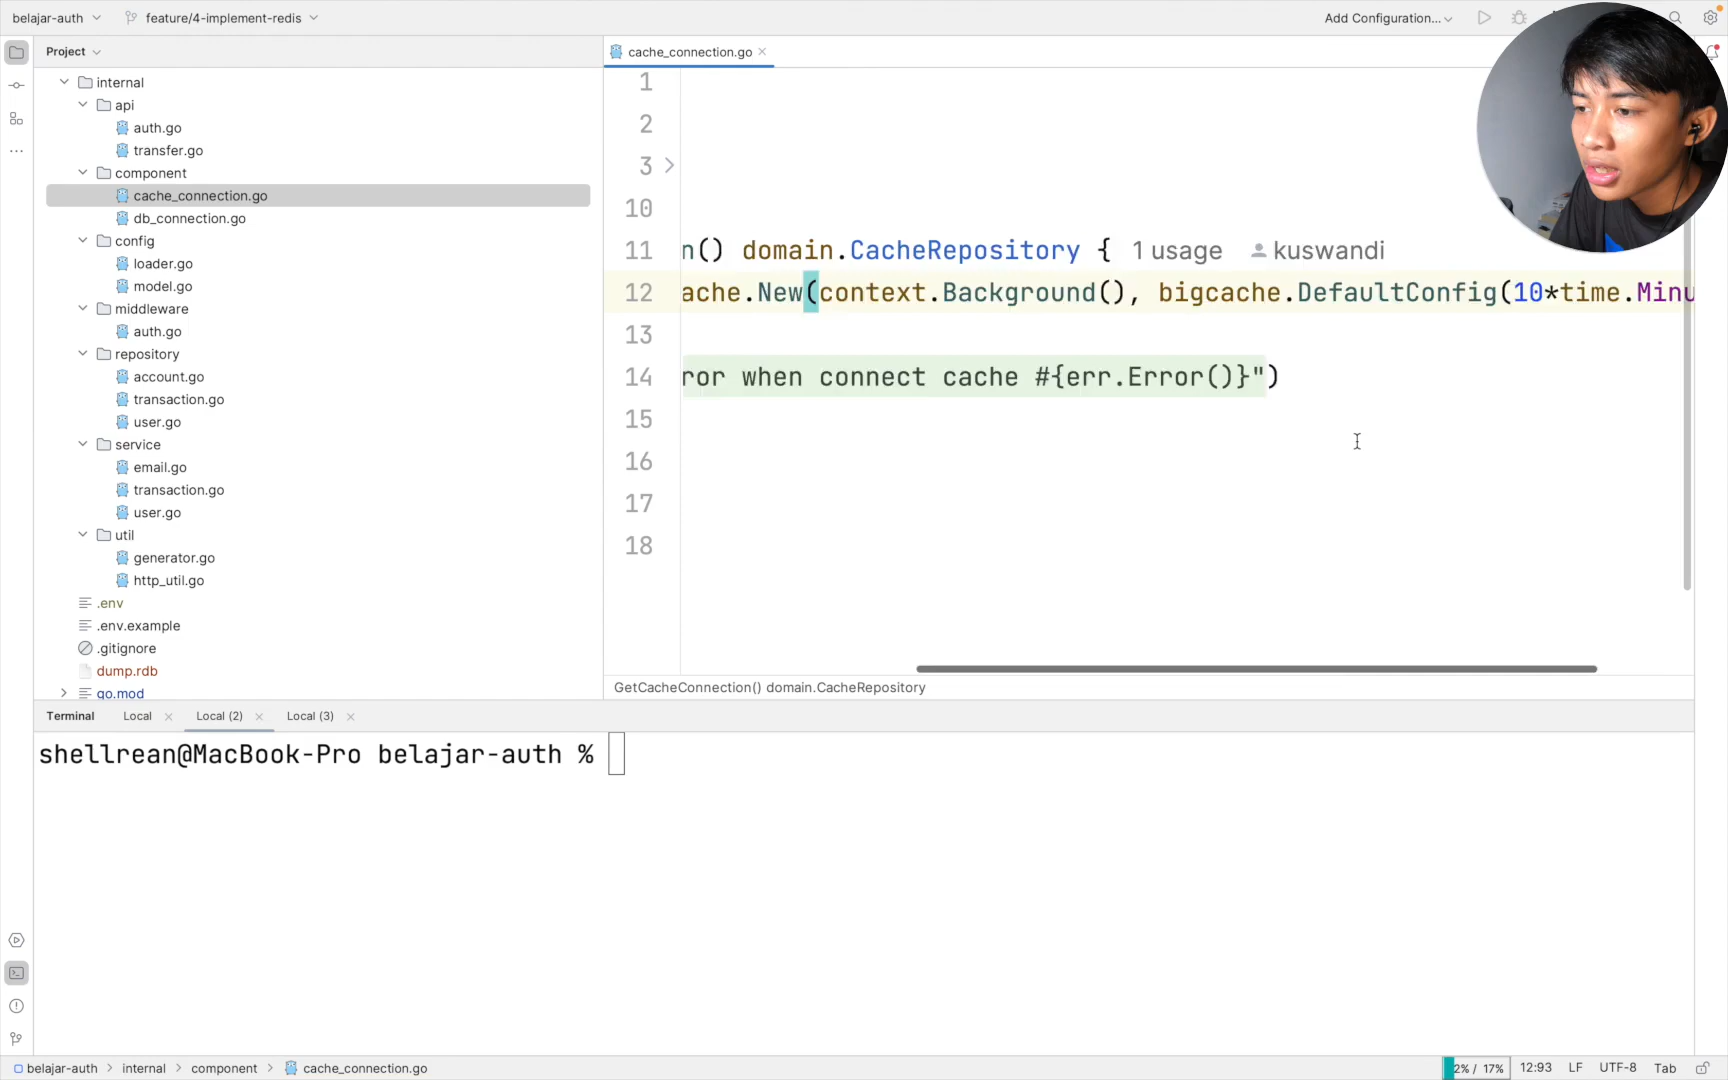 belajar-auth
feature/4-implement-redis
Add Configuration...
Project
cache_connection.go
internal
api
auth.go
transfer.go
component
cache_connection.go
db_connection.go
config
loader.go
model.go
middleware
auth.go
repository
account.go
transaction.go
user.go
service
email.go
transaction.go
user.go
util
generator.go
http_util.go
.env
.env.example
.gitignore
dump.rdb
go.mod
1
2
3
10
11 n() domain.CacheRepository { 1 usage kuswandi
12 ache.New(context.Background(), bigcache.DefaultConfig(10*time.Minu
13
14 ror when connect cache #{err.Error()}")
15
16
17
18
GetCacheConnection() domain.CacheRepository
Terminal Local Local (2) Local (3)
shellrean@MacBook-Pro belajar-auth %
belajar-auth > internal > component > cache_connection.go
2% / 17% 12:93 LF UTF-8 Tab